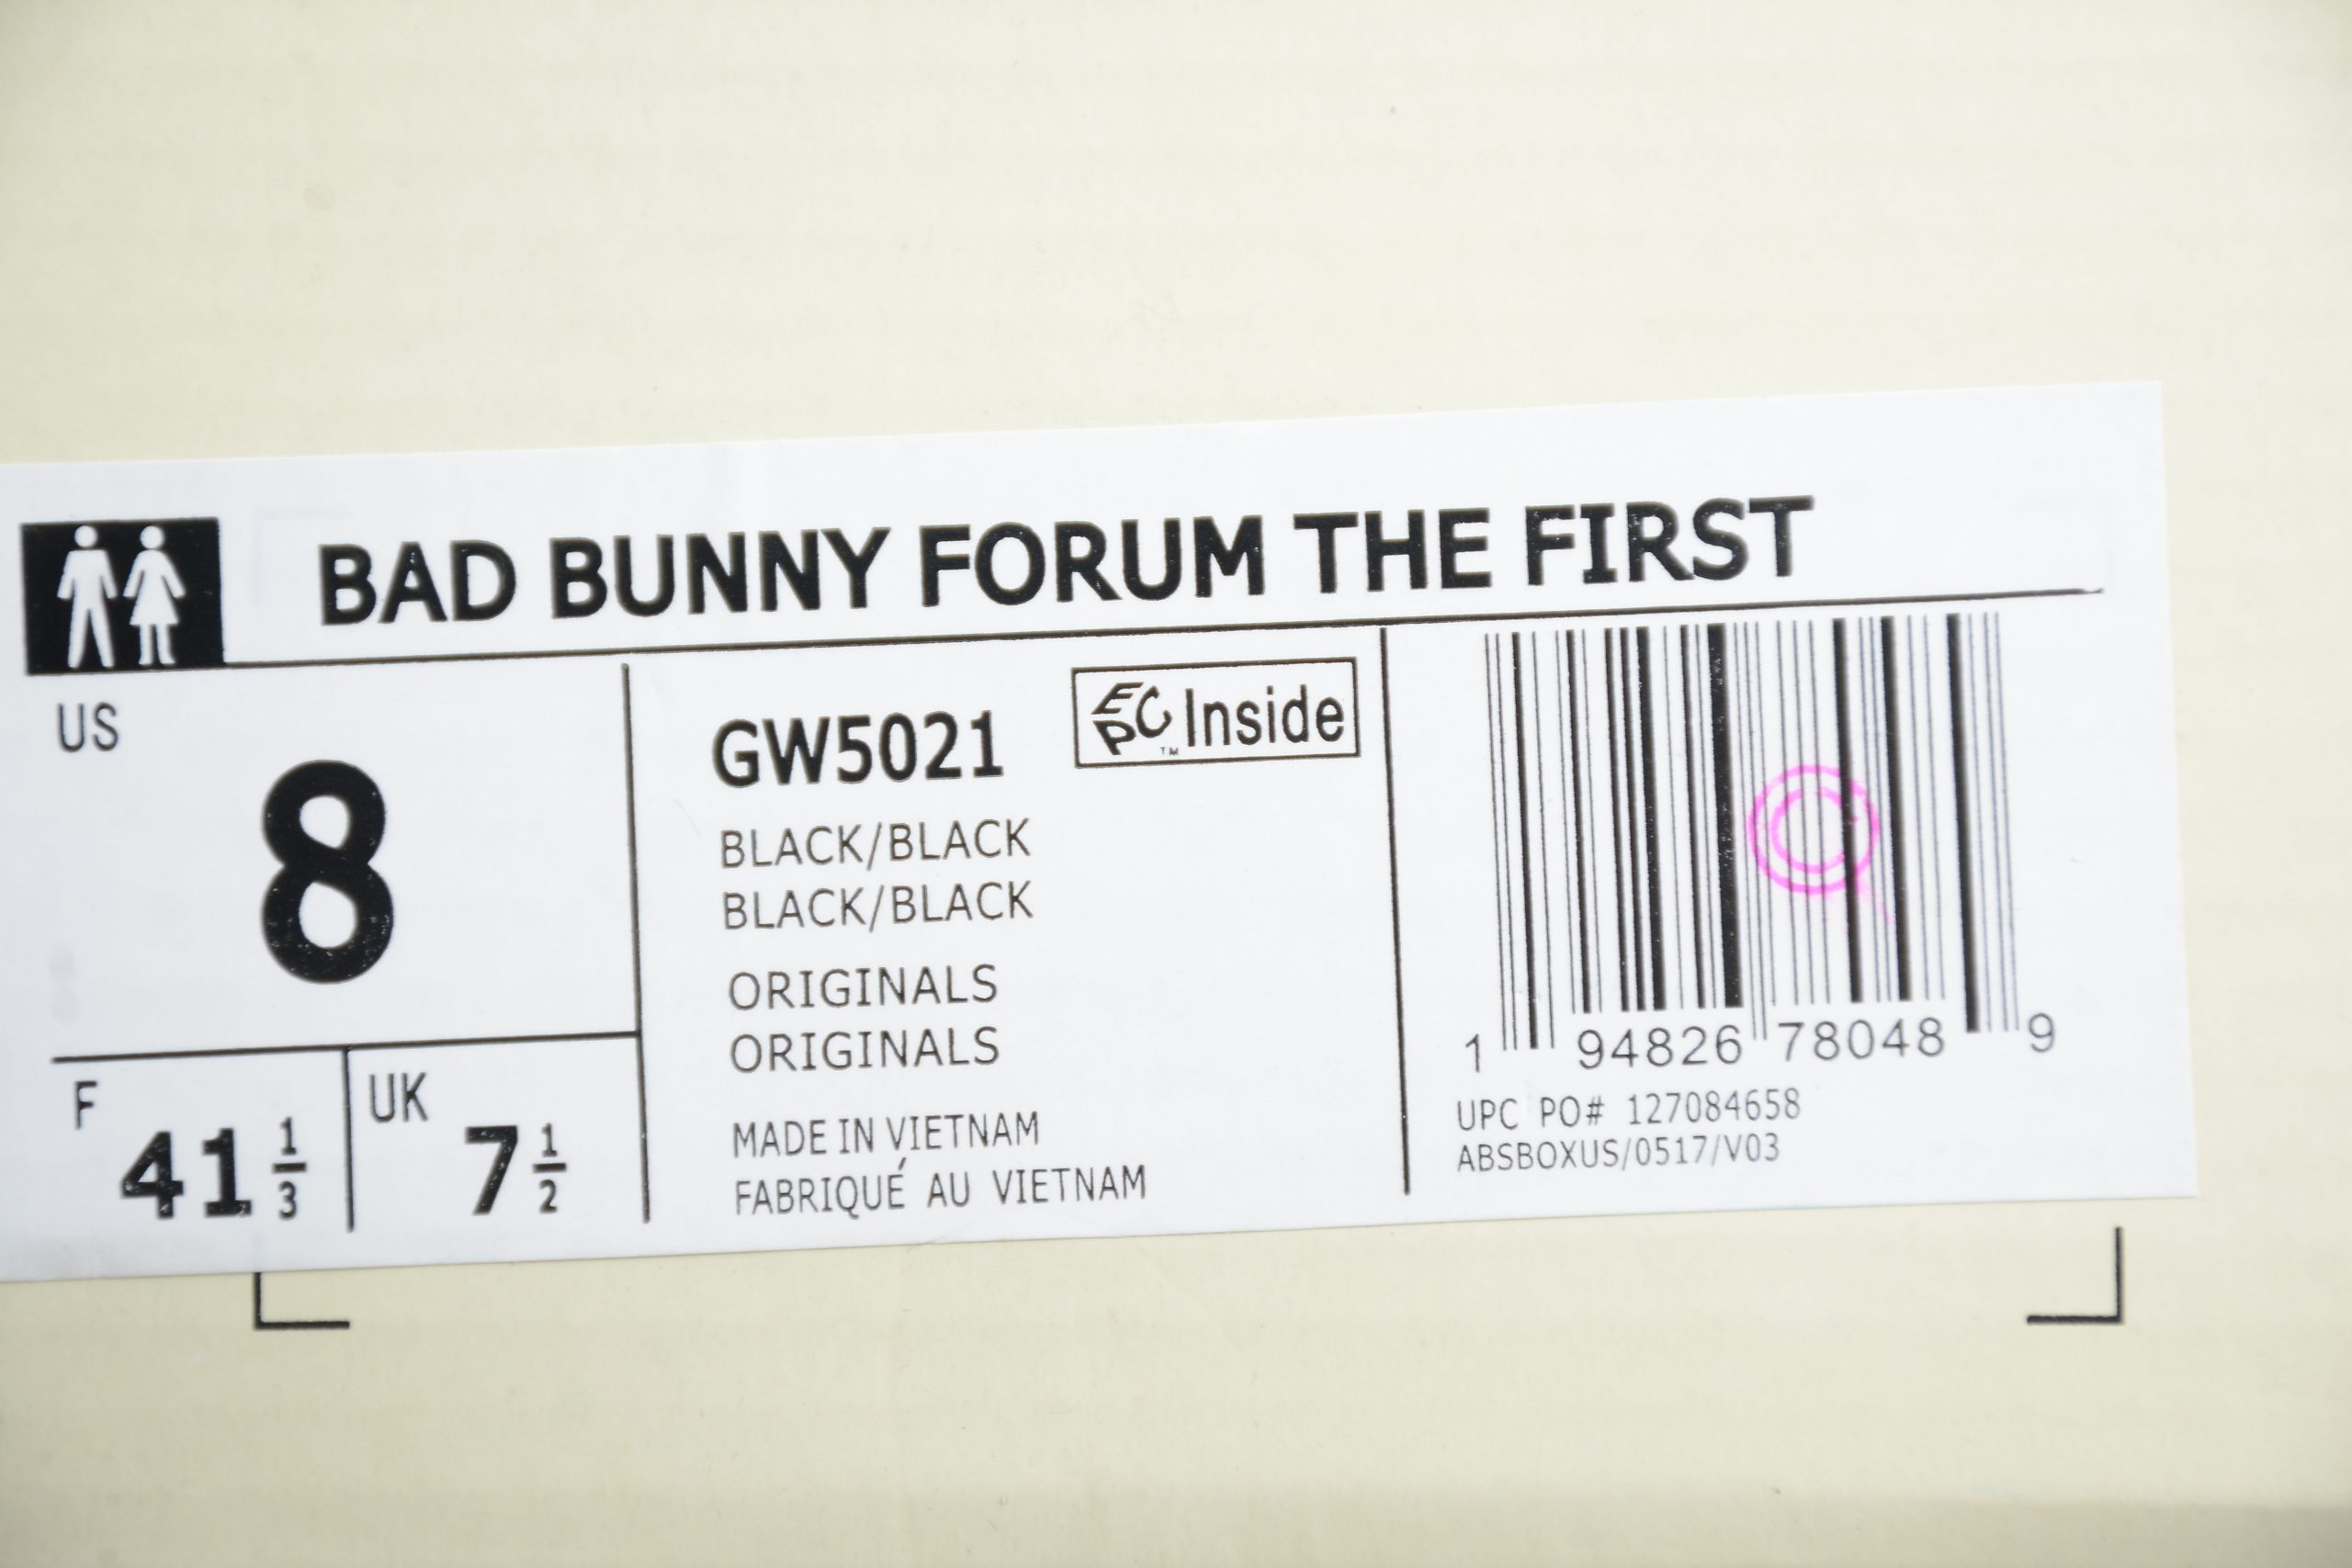 BAD BUNNY FORUM THE FIRST
US
8
F
41 1/3
UK
7 1/2
GW5021
EPC™ Inside
BLACK/BLACK
BLACK/BLACK
ORIGINALS
ORIGINALS
MADE IN VIETNAM
FABRIQUÉ AU VIETNAM
1 94826 78048 9
UPC PO# 127084658
ABSBOXUS/0517/V03